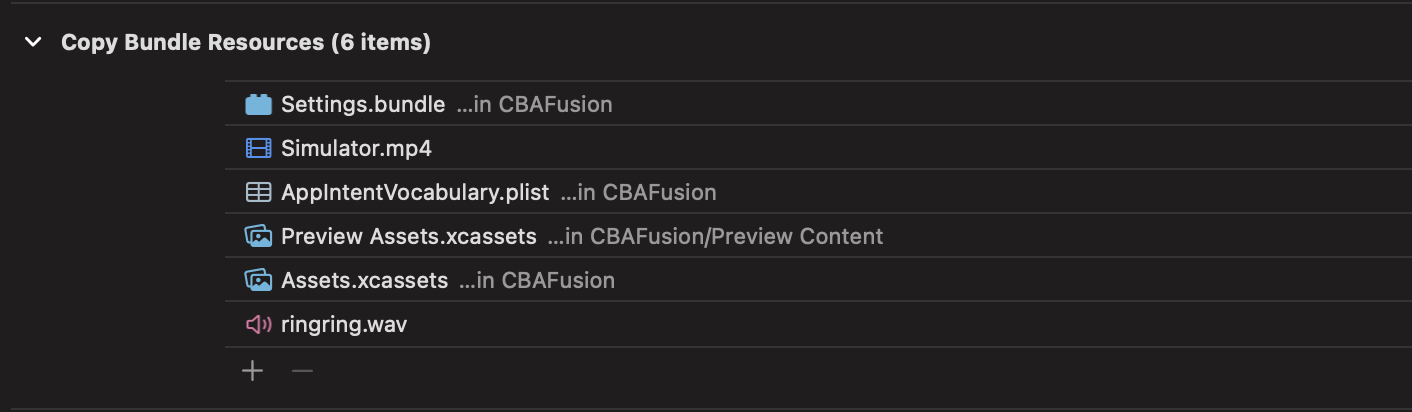 Copy Bundle Resources (6 items)
Settings.bundle ...in CBAFusion
Simulator.mp4
AppIntentVocabulary.plist ...in CBAFusion
Preview Assets.xcassets ...in CBAFusion/Preview Content
Assets.xcassets ...in CBAFusion
ringring.wav